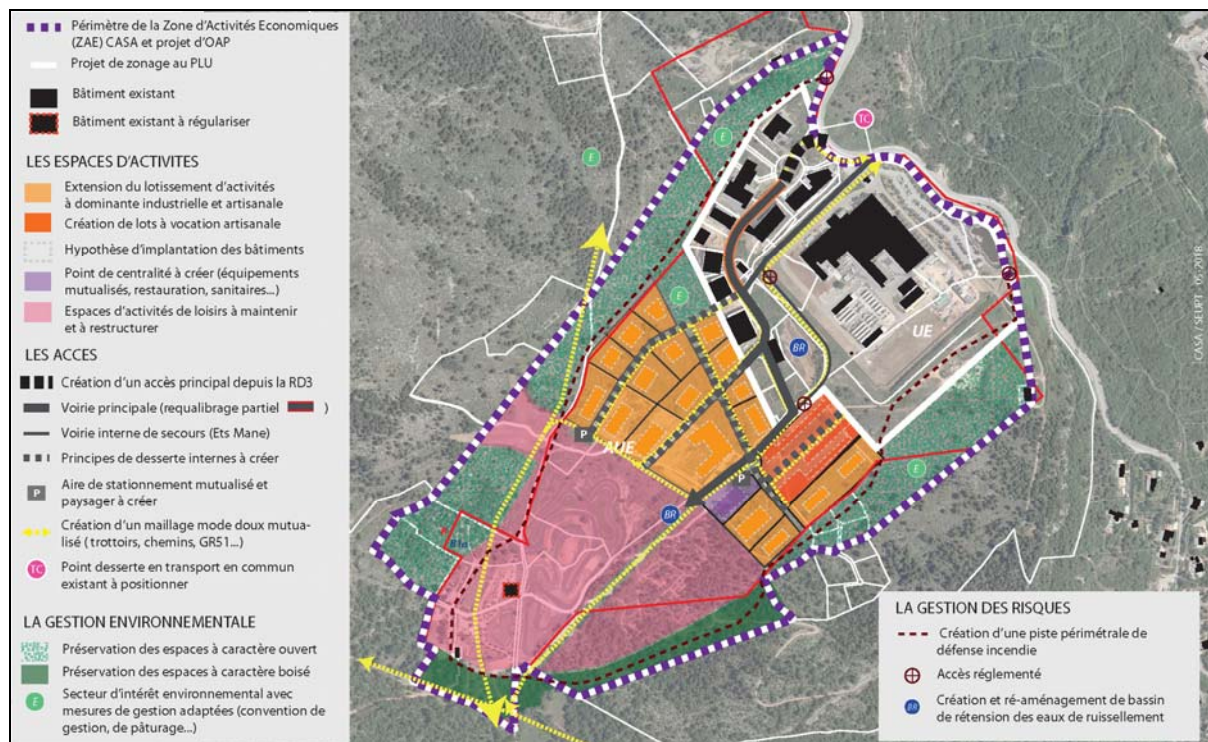 Périmètre de la Zone d'Activités Economiques
(ZAE) CASA et projet d'OAP
Projet de zonage au PLU
Bâtiment existant
Bâtiment existant à régulariser
LES ESPACES D'ACTIVITES
Extension du lotissement d'activités
à dominante industrielle et artisanale
Création de lots à vocation artisanale
Hypothèse d'implantation des bâtiments
Point de centralité à créer (équipements
mutualisés, restauration, sanitaires...)
Espaces d'activités de loisirs à maintenir
et à restructurer
LES ACCES
Création d'un accès principal depuis la RD3
Voirie principale (requalibrage partiel )
Voirie interne de secours (Ets Mane)
Principes de desserte internes à créer
P
Aire de stationnement mutualisé et
paysager à créer
Création d'un maillage mode doux mutua-
lisé ( trottoirs, chemins, GR51...)
TC
Point desserte en transport en commun
existant à positionner
LA GESTION ENVIRONNEMENTALE
Préservation des espaces à caractère ouvert
Préservation des espaces à caractère boisé
E
Secteur d'intérêt environnemental avec
mesures de gestion adaptées (convention de
gestion, de pâturage...)
TC
E
E
E
BR
UE
P
AUE
P
E
BR
CASA / SEUPT - 05 2018
LA GESTION DES RISQUES
Création d'une piste périmétrale de
défense incendie
Accès réglementé
BR
Création et ré-aménagement de bassin
de rétention des eaux de ruissellement